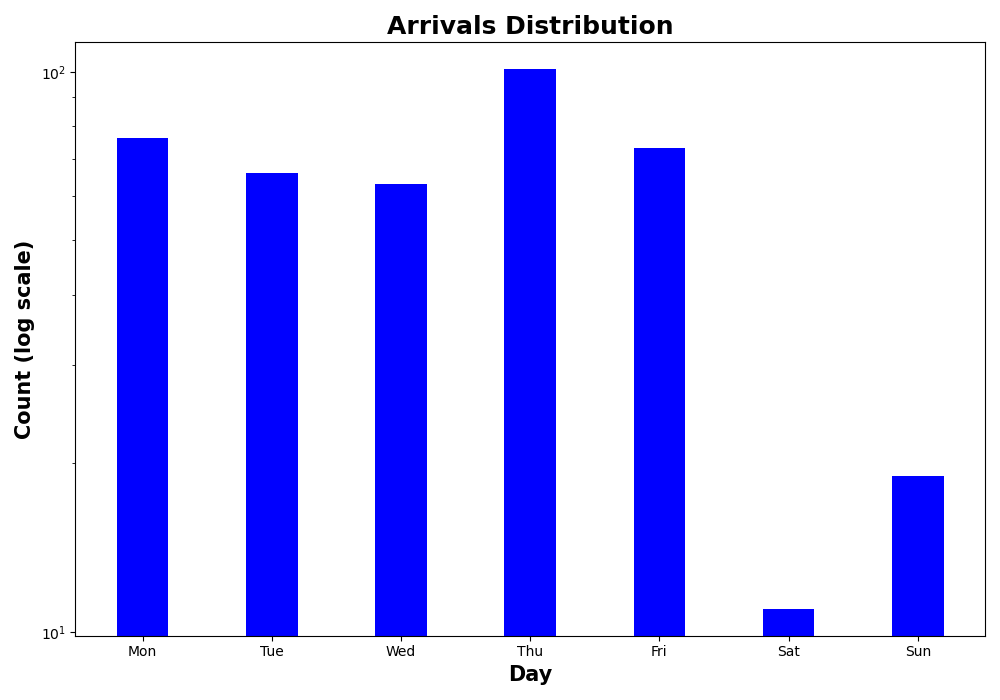 Arrivals Distribution
Count (log scale)
10²
10¹
Mon Tue Wed Thu Fri Sat Sun
Day